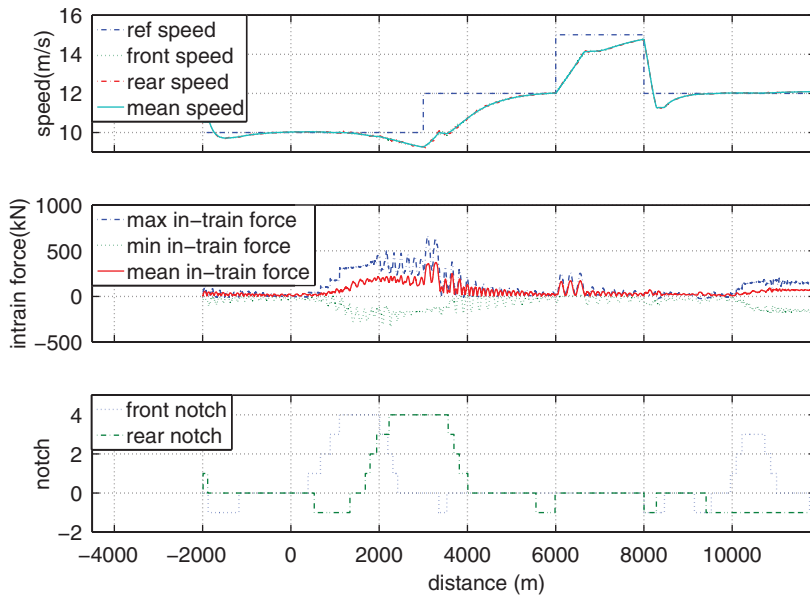 16
14
12
10
speed(m/s)
ref speed
front speed
rear speed
mean speed
1000
500
0
−500
intrain force(kN)
max in−train force
min in−train force
mean in−train force
4
2
0
−2
notch
front notch
rear notch
−4000 −2000 0 2000 4000 6000 8000 10000
distance (m)